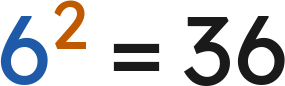 6² = 36